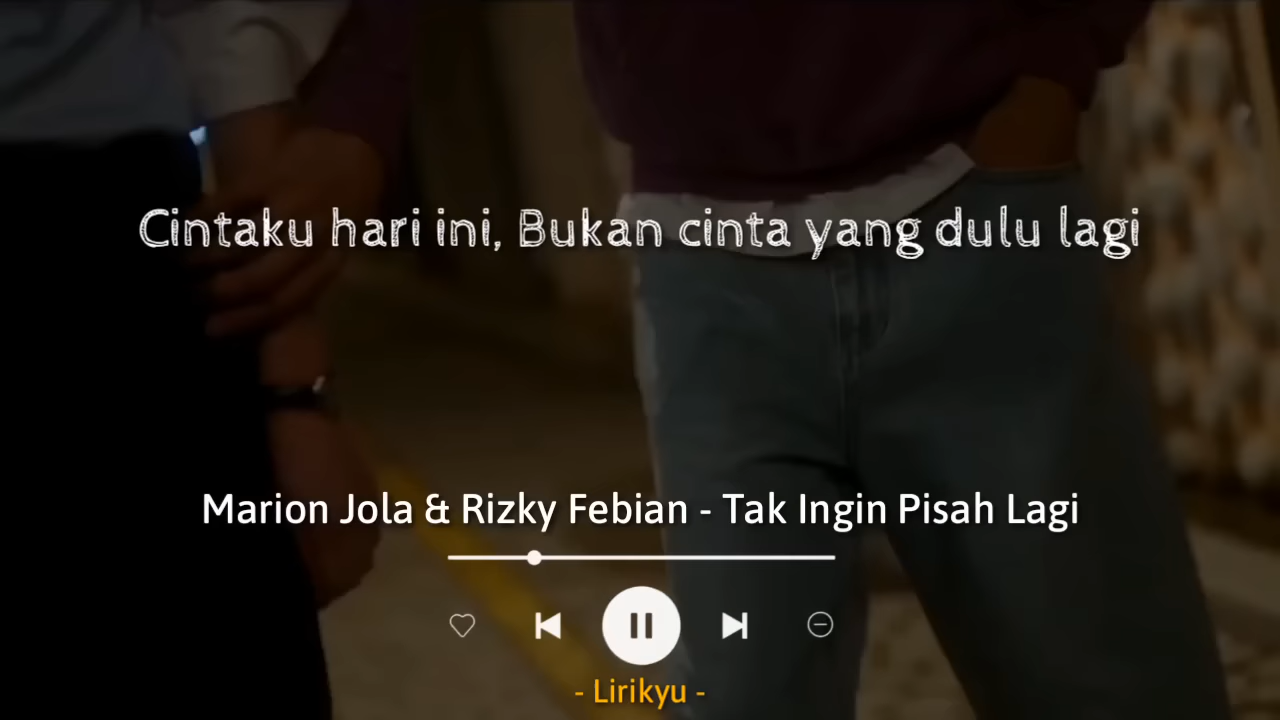 Cintaku hari ini, Bukan cinta yang dulu lagi
Marion Jola & Rizky Febian - Tak Ingin Pisah Lagi
- Lirikyu -